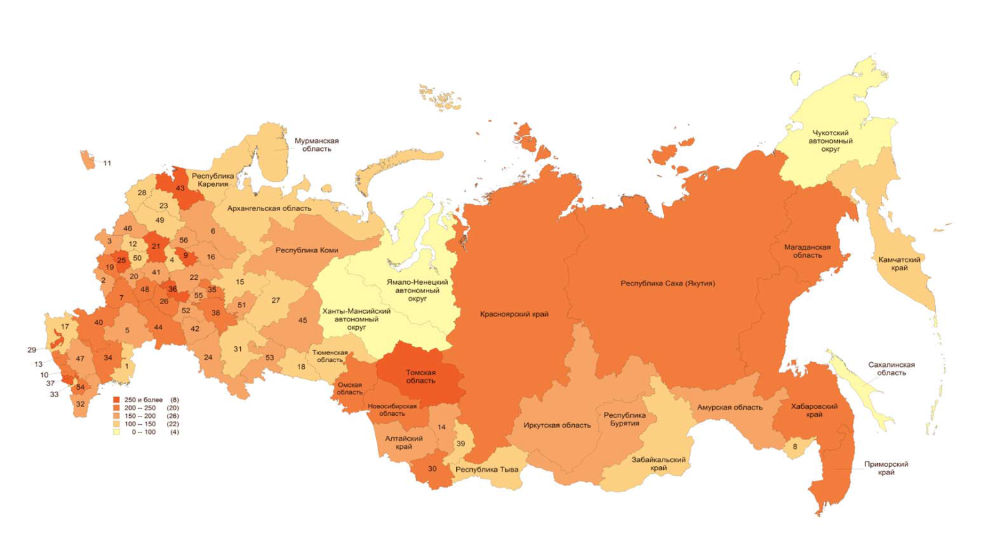 Чукотский
автономный
округ
Мурманская
область
11
Республика
Карелия
43
28
23
Архангельская область
49
46
6
3
12
21
56
Республика Коми
Магаданская
область
25
50
4
9
16
Камчатский
край
19
20
41
22
2
15
Ямало-Ненецкий
автономный
округ
Республика Саха (Якутия)
7
48
36
35
26
55
27
51
52
38
Ханты-Мансийский
автономный
округ
Красноярский край
45
40
17
5
44
42
29
47
34
31
24
53
Тюменская
область
18
1
13
10
37
33
54
32
Томская
область
Сахалинская
область
Омская
область
250 и более (8)
200 -- 250 (20)
150 -- 200 (26)
100 -- 150 (22)
0 -- 100 (4)
Новосибирская
область
Амурская область
Хабаровский
край
Республика
Бурятия
Иркутская область
14
Алтайский
край
39
8
30
Республика Тыва
Забайкальский
край
Приморский
край